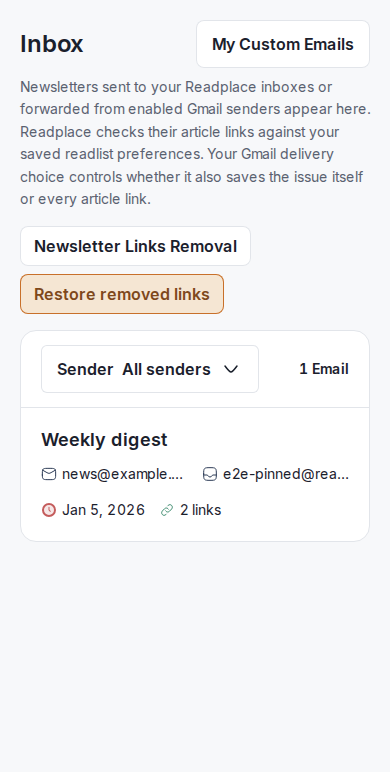 Inbox
My Custom Emails
Newsletters sent to your Readplace inboxes or
forwarded from enabled Gmail senders appear here.
Readplace checks their article links against your
saved readlist preferences. Your Gmail delivery
choice controls whether it also saves the issue itself
or every article link.
Newsletter Links Removal
Restore removed links
Sender All senders
1 Email
Weekly digest
news@example.... e2e-pinned@rea...
Jan 5, 2026 2 links